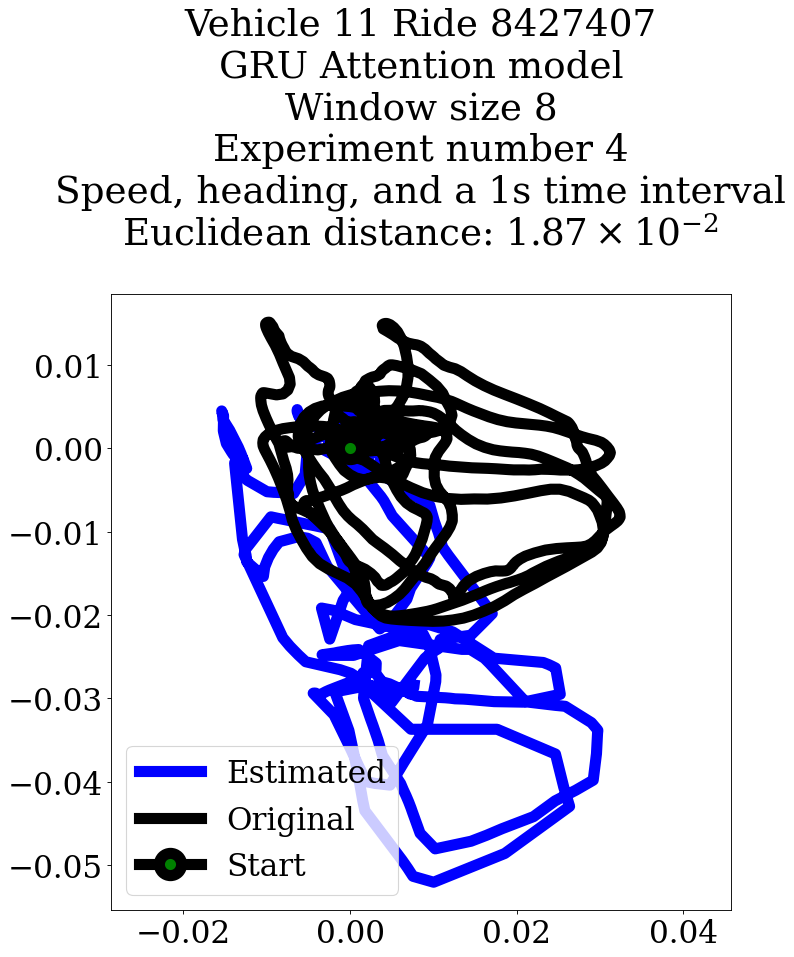 Vehicle 11 Ride 8427407
GRU Attention model
Window size 8
Experiment number 4
Speed, heading, and a 1s time interval
Euclidean distance: 1.87 × 10⁻²
0.01
0.00
−0.01
−0.02
−0.03
−0.04
−0.05
Estimated
Original
Start
−0.02 0.00 0.02 0.04